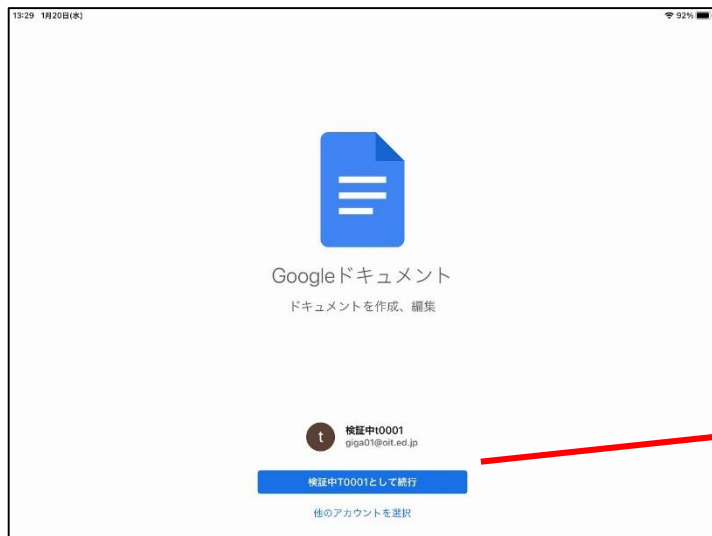 13:29 1月20日(水)
92%
Googleドキュメント
ドキュメントを作成、編集
t
検証中t0001
giga01@oit.ed.jp
検証中T0001として続行
他のアカウントを選択